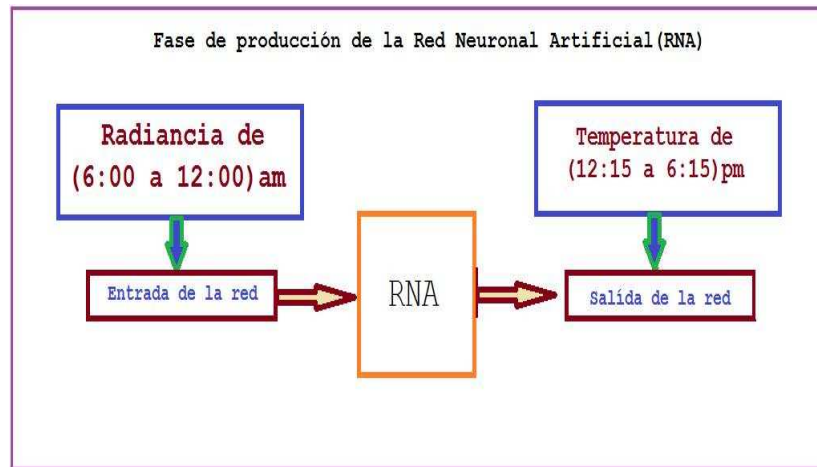 Fase de producción de la Red Neuronal Artificial(RNA)
Radiancia de
(6:00 a 12:00)am
Temperatura de
(12:15 a 6:15)pm
Entrada de la red
RNA
Salída de la red